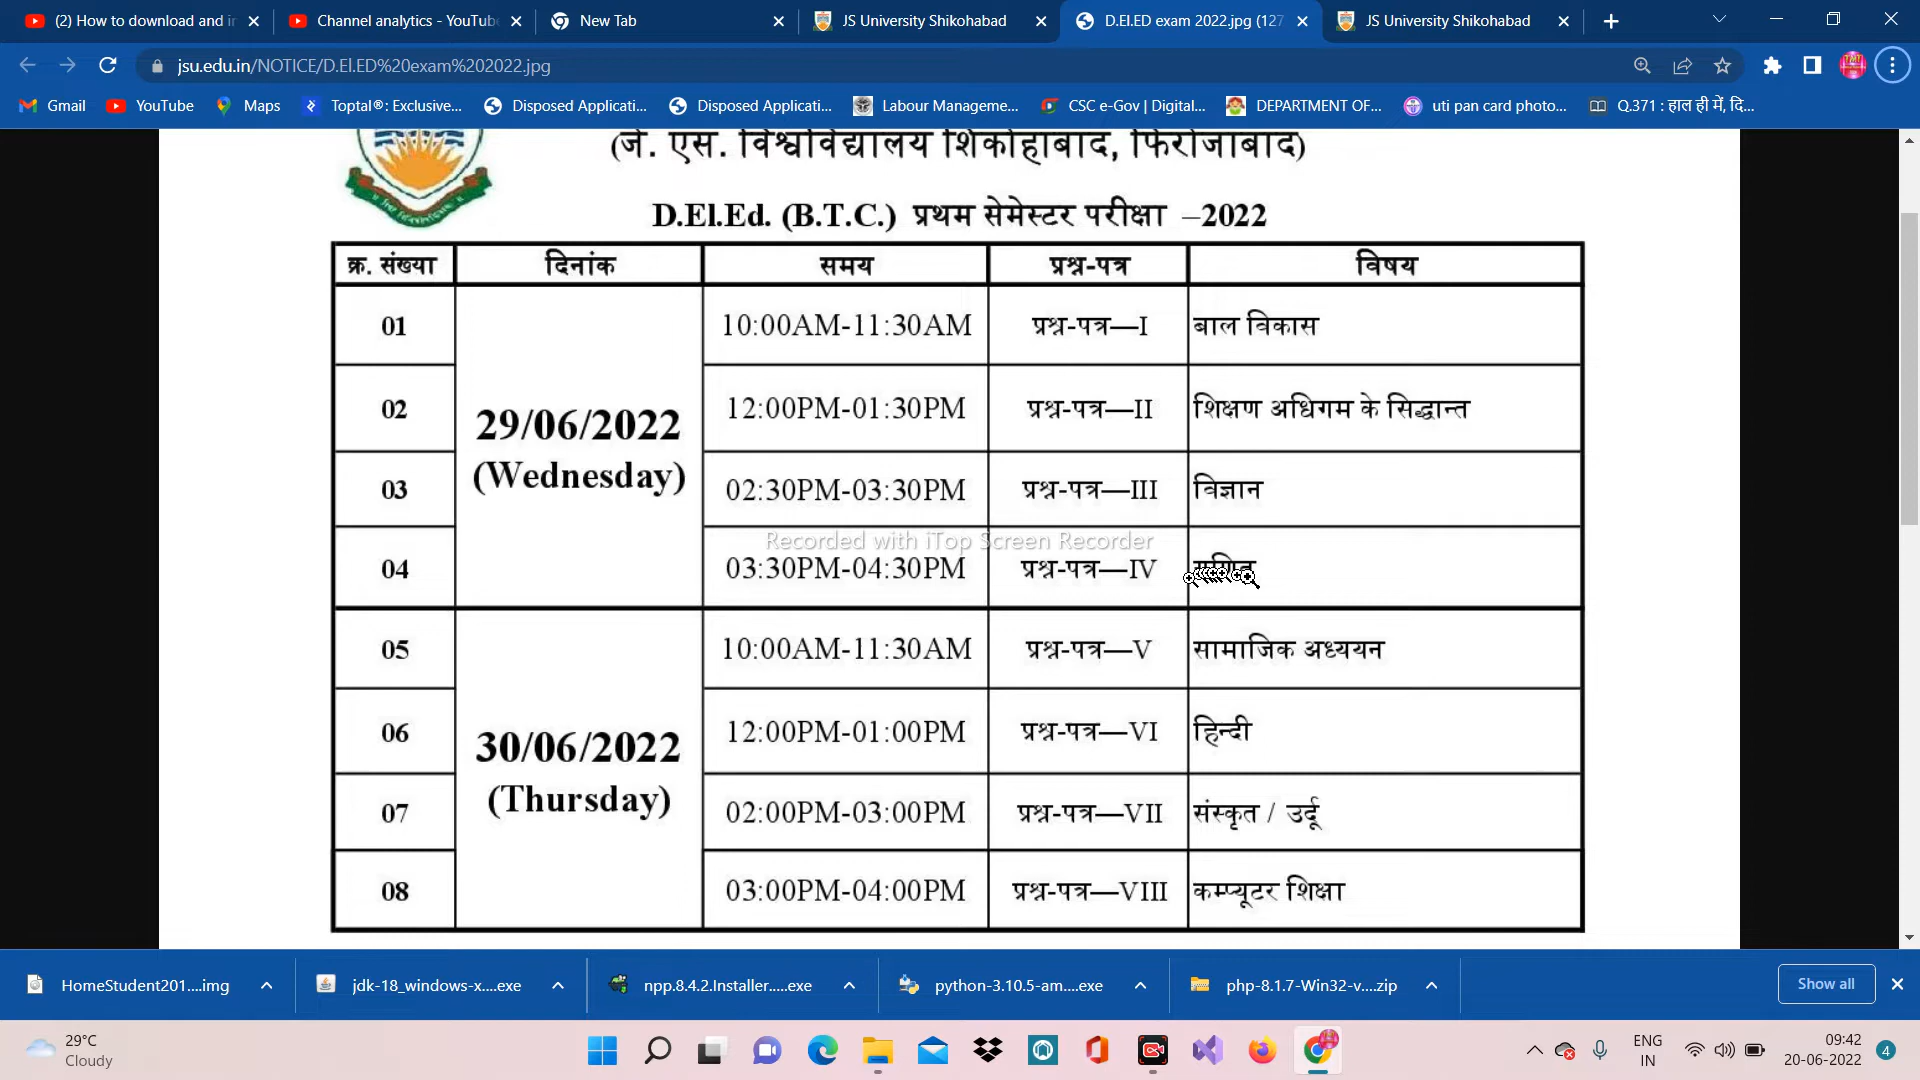 (2) How to download and i
Channel analytics - YouTube
New Tab
JS University Shikohabad
D.El.ED exam 2022.jpg (127
JS University Shikohabad
jsu.edu.in/NOTICE/D.El.ED%20exam%202022.jpg
Gmail
YouTube
Maps
Toptal®: Exclusive...
Disposed Applicati...
Disposed Applicati...
Labour Manageme...
CSC e-Gov | Digital...
DEPARTMENT OF...
uti pan card photo...
Q.371 : हाल ही में, दि...
(जे. एस. विश्वविद्यालय शिकोहाबाद, फिरोजाबाद)
D.El.Ed. (B.T.C.) प्रथम सेमेस्टर परीक्षा –2022
क्र. संख्या दिनांक समय प्रश्न-पत्र विषय
01 10:00AM-11:30AM प्रश्न-पत्र—I बाल विकास
02 12:00PM-01:30PM प्रश्न-पत्र—II शिक्षण अधिगम के सिद्धान्त
29/06/2022
(Wednesday)
03 02:30PM-03:30PM प्रश्न-पत्र—III विज्ञान
Recorded with iTop Screen Recorder
04 03:30PM-04:30PM प्रश्न-पत्र—IV गणित
05 10:00AM-11:30AM प्रश्न-पत्र—V सामाजिक अध्ययन
06 12:00PM-01:00PM प्रश्न-पत्र—VI हिन्दी
30/06/2022
(Thursday)
07 02:00PM-03:00PM प्रश्न-पत्र—VII संस्कृत / उर्दू
08 03:00PM-04:00PM प्रश्न-पत्र—VIII कम्प्यूटर शिक्षा
HomeStudent201....img
jdk-18_windows-x....exe
npp.8.4.2.Installer.....exe
python-3.10.5-am....exe
php-8.1.7-Win32-v....zip
Show all
29°C
Cloudy
ENG
IN
09:42
20-06-2022
4